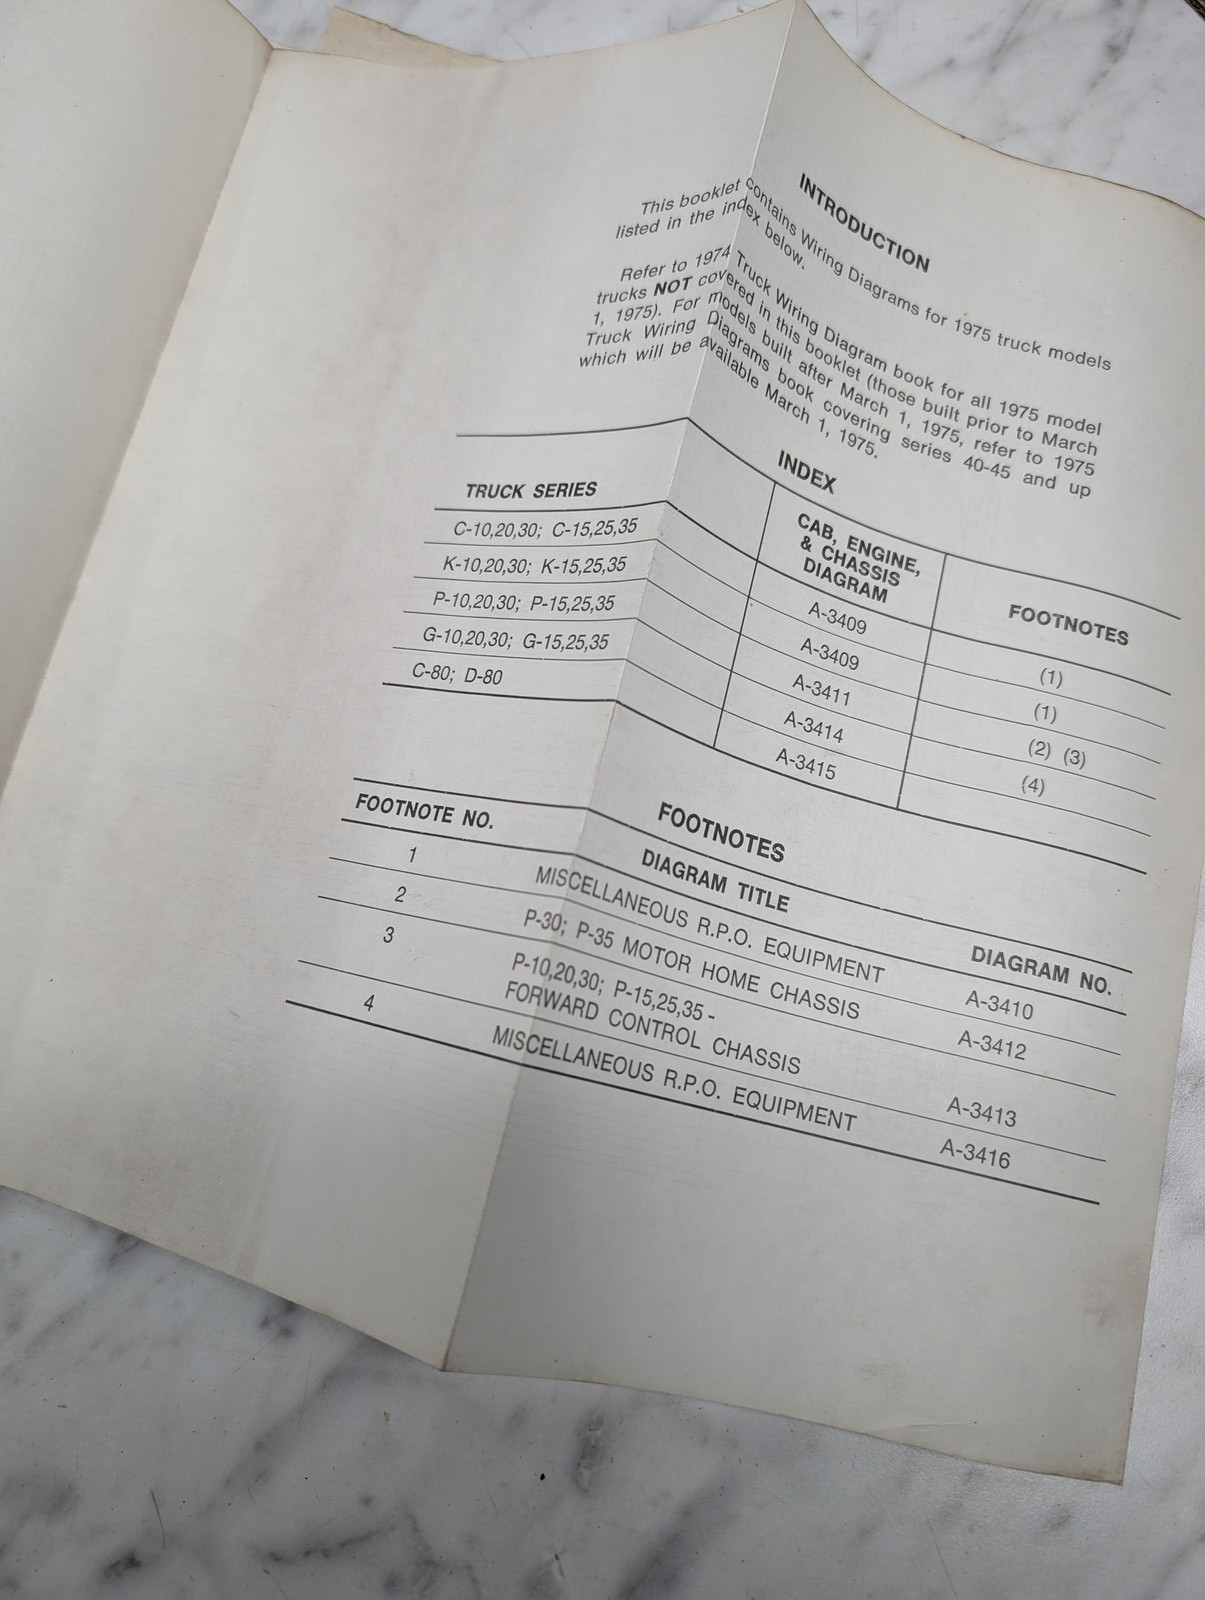 INTRODUCTION
This booklet contains Wiring Diagrams for 1975 truck models
listed in the index below.
Refer to 1974 Truck Wiring Diagram book for all 1975 model
trucks NOT covered in this booklet (those built prior to March
1, 1975). For models built after March 1, 1975, refer to 1975
Truck Wiring Diagrams book covering series 40-45 and up
which will be available March 1, 1975.
INDEX
TRUCK SERIES CAB, ENGINE, & CHASSIS DIAGRAM FOOTNOTES
C-10,20,30; C-15,25,35 A-3409 (1)
K-10,20,30; K-15,25,35 A-3409 (1)
P-10,20,30; P-15,25,35 A-3411 (2) (3)
G-10,20,30; G-15,25,35 A-3414 (4)
C-80; D-80 A-3415
FOOTNOTES
FOOTNOTE NO. DIAGRAM TITLE DIAGRAM NO.
1 MISCELLANEOUS R.P.O. EQUIPMENT A-3410
2 P-30; P-35 MOTOR HOME CHASSIS A-3412
3 P-10,20,30; P-15,25,35 -
FORWARD CONTROL CHASSIS A-3413
4 MISCELLANEOUS R.P.O. EQUIPMENT A-3416